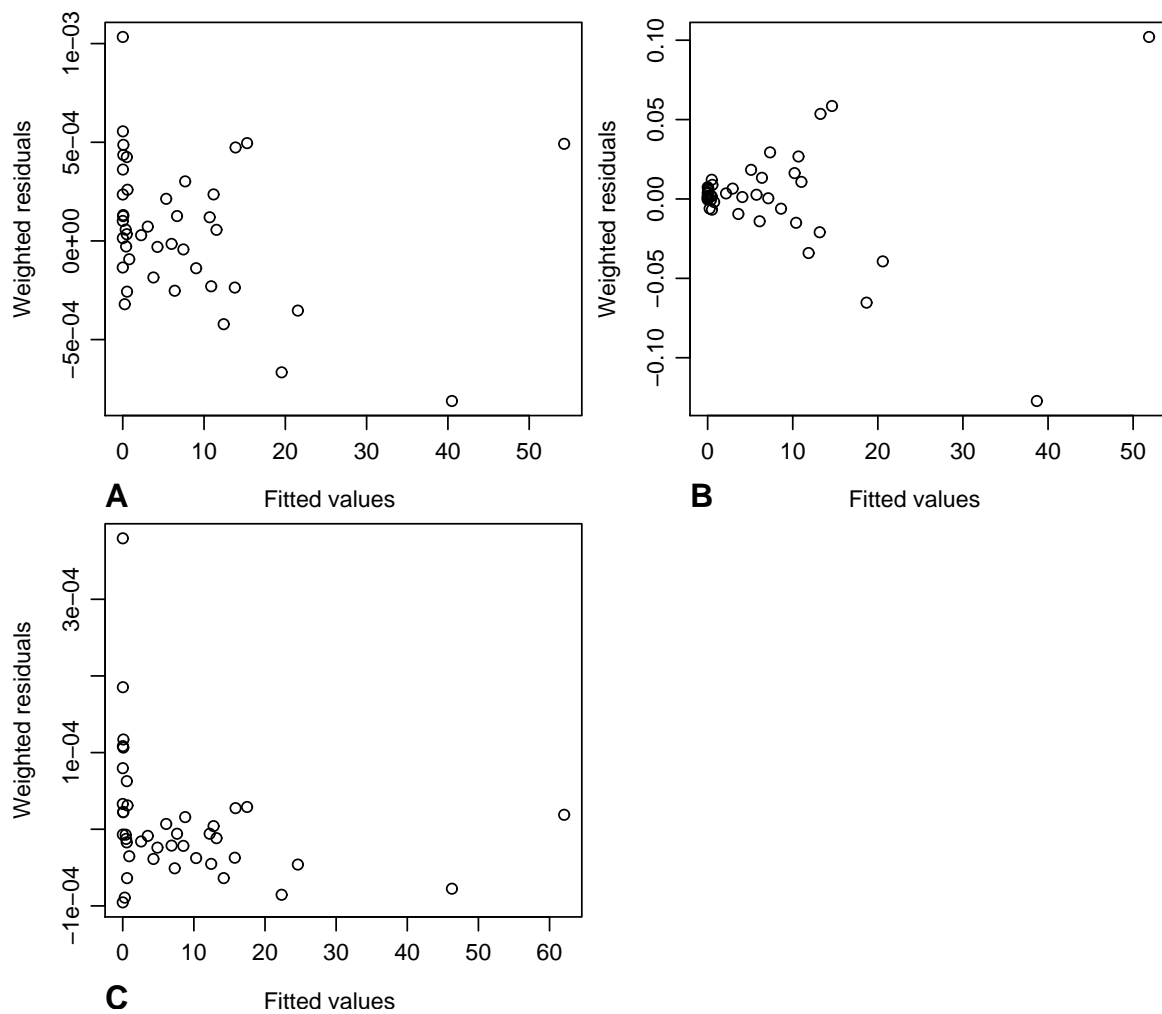 1e−03
5e−04
0e+00
−5e−04
Weighted residuals
0 10 20 30 40 50
A Fitted values
0.10
0.05
0.00
−0.05
−0.10
Weighted residuals
0 10 20 30 40 50
B Fitted values
3e−04
1e−04
−1e−04
Weighted residuals
0 10 20 30 40 50 60
C Fitted values